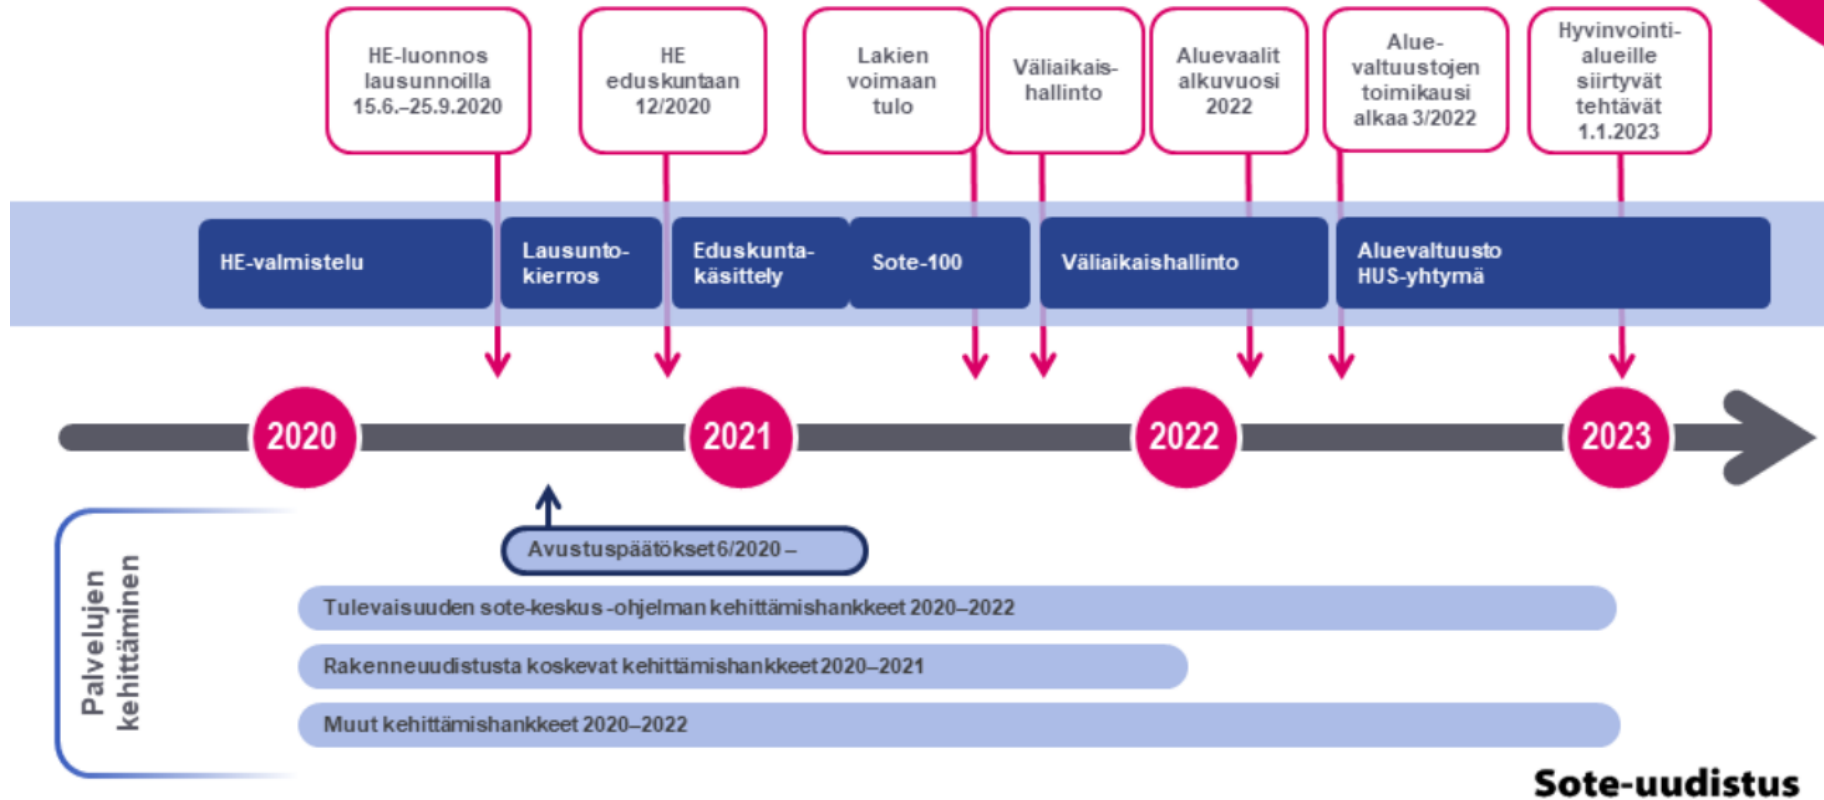 HE-luonnos
lausunnoilla
15.6.–25.9.2020
HE
eduskuntaan
12/2020
Lakien
voimaan
tulo
Väliaikais-
hallinto
Aluevaalit
alkuvuosi
2022
Alue-
valtuustojen
toimikausi
alkaa 3/2022
Hyvinvointi-
alueille
siirtyvät
tehtävät
1.1.2023
HE-valmistelu
Lausunto-
kierros
Eduskunta-
käsittely
Sote-100
Väliaikaishallinto
Aluevaltuusto
HUS-yhtymä
2020
2021
2022
2023
Palvelujen
kehittäminen
Avustuspäätökset 6/2020 –
Tulevaisuuden sote-keskus -ohjelman kehittämishankkeet 2020–2022
Rakenneuudistusta koskevat kehittämishankkeet 2020–2021
Muut kehittämishankkeet 2020–2022
Sote-uudistus